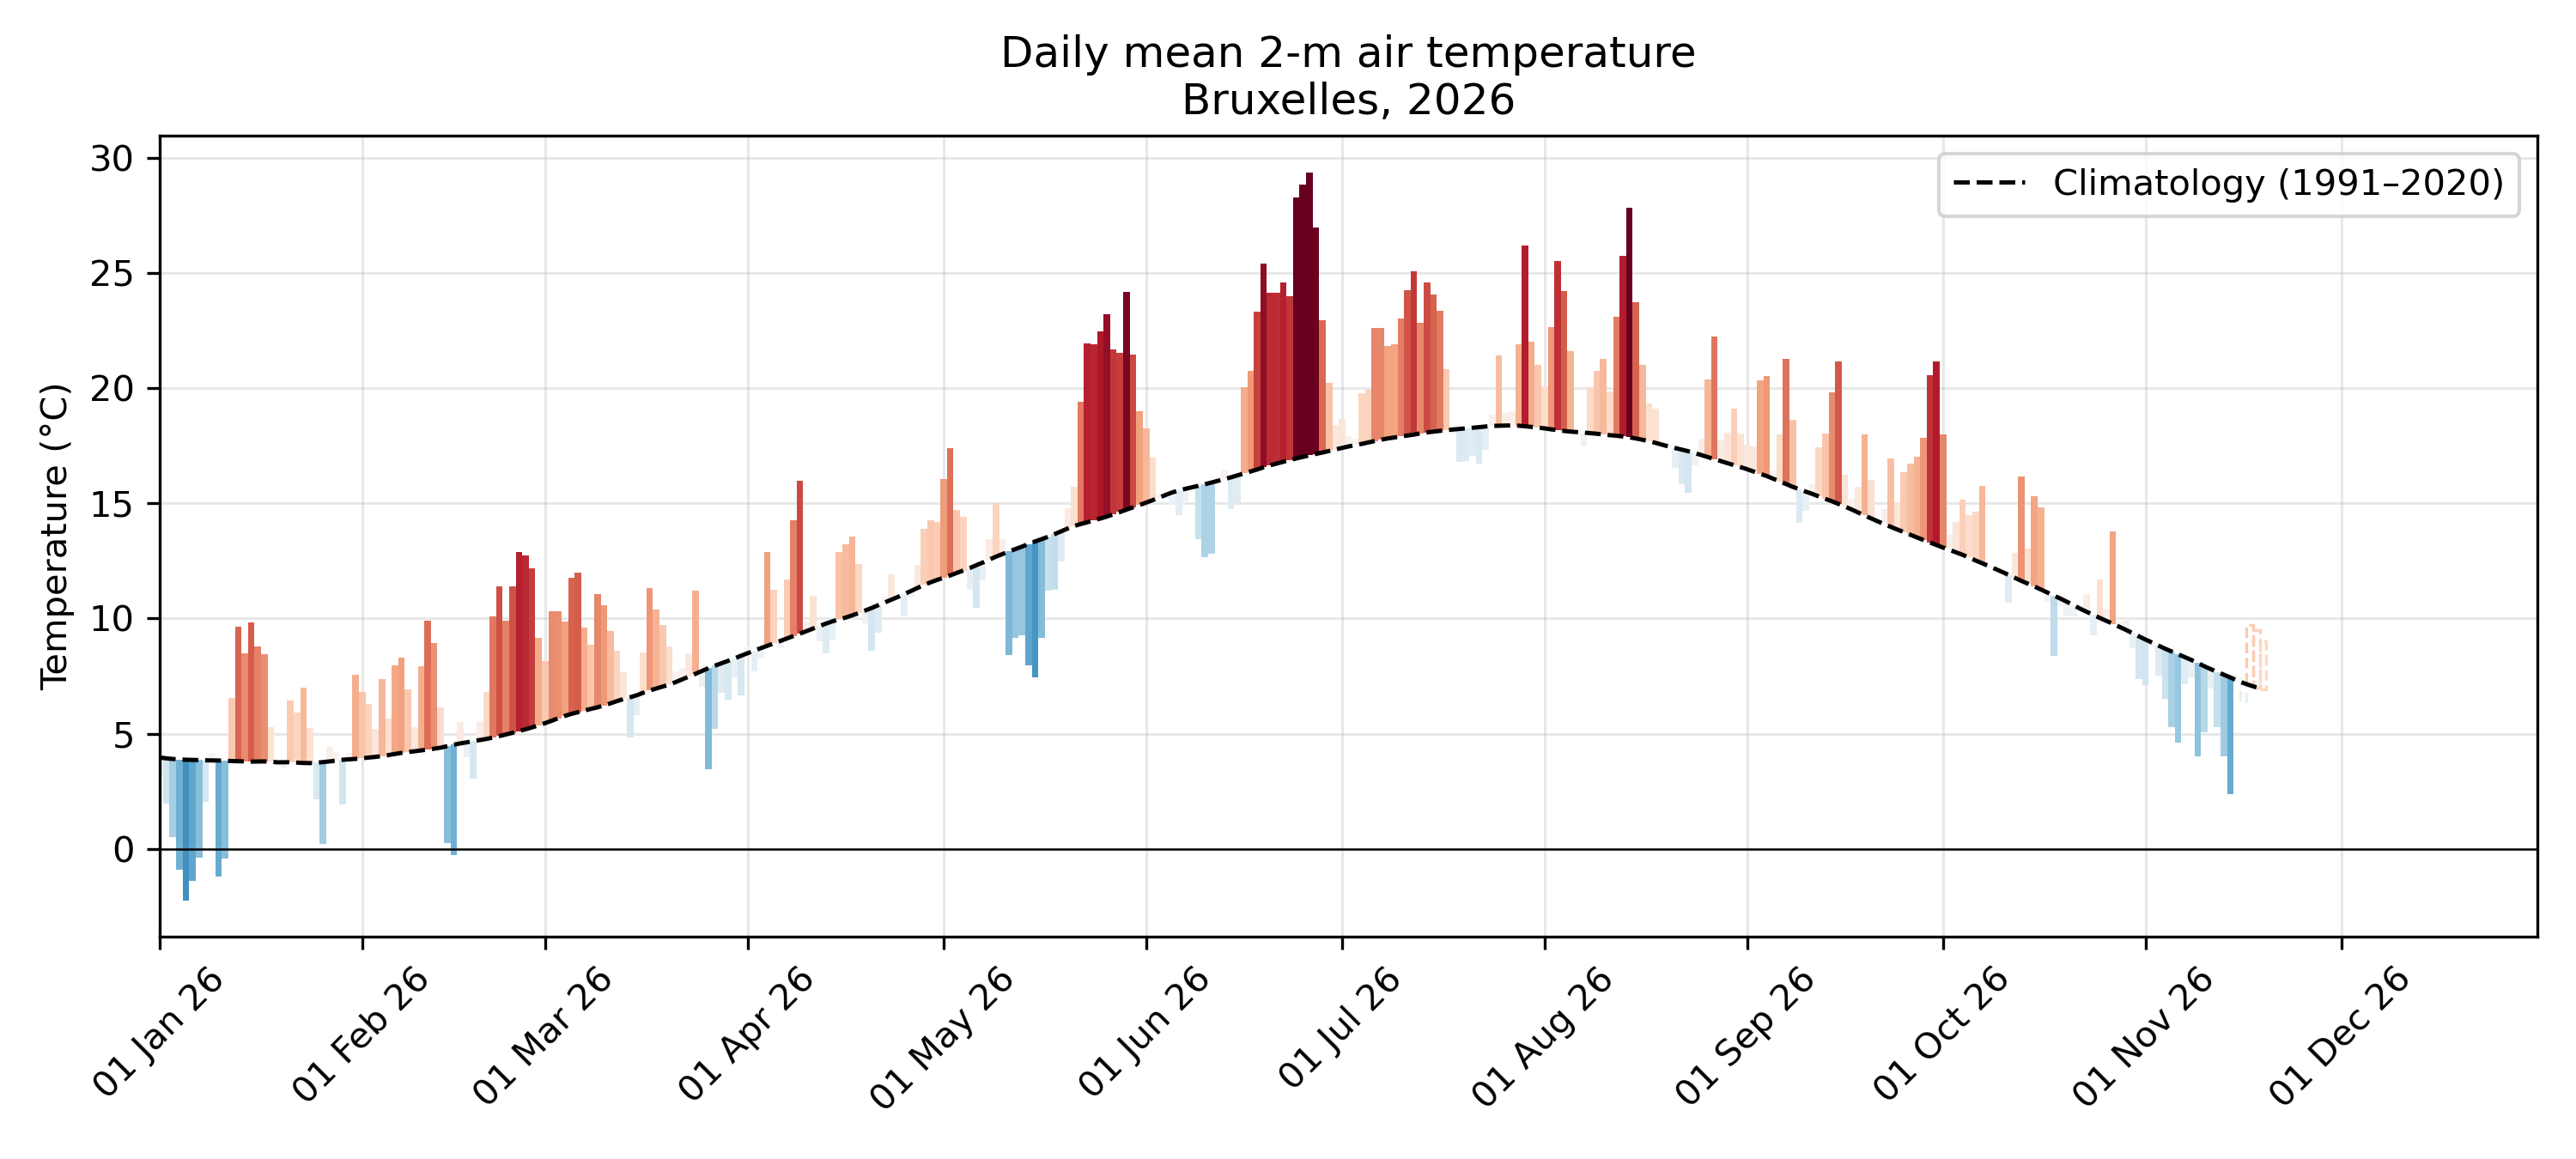 Daily mean 2-m air temperature
Bruxelles, 2026
Climatology (1991–2020)
Temperature (°C)
30
25
20
15
10
5
0
01 Jan 26
01 Feb 26
01 Mar 26
01 Apr 26
01 May 26
01 Jun 26
01 Jul 26
01 Aug 26
01 Sep 26
01 Oct 26
01 Nov 26
01 Dec 26